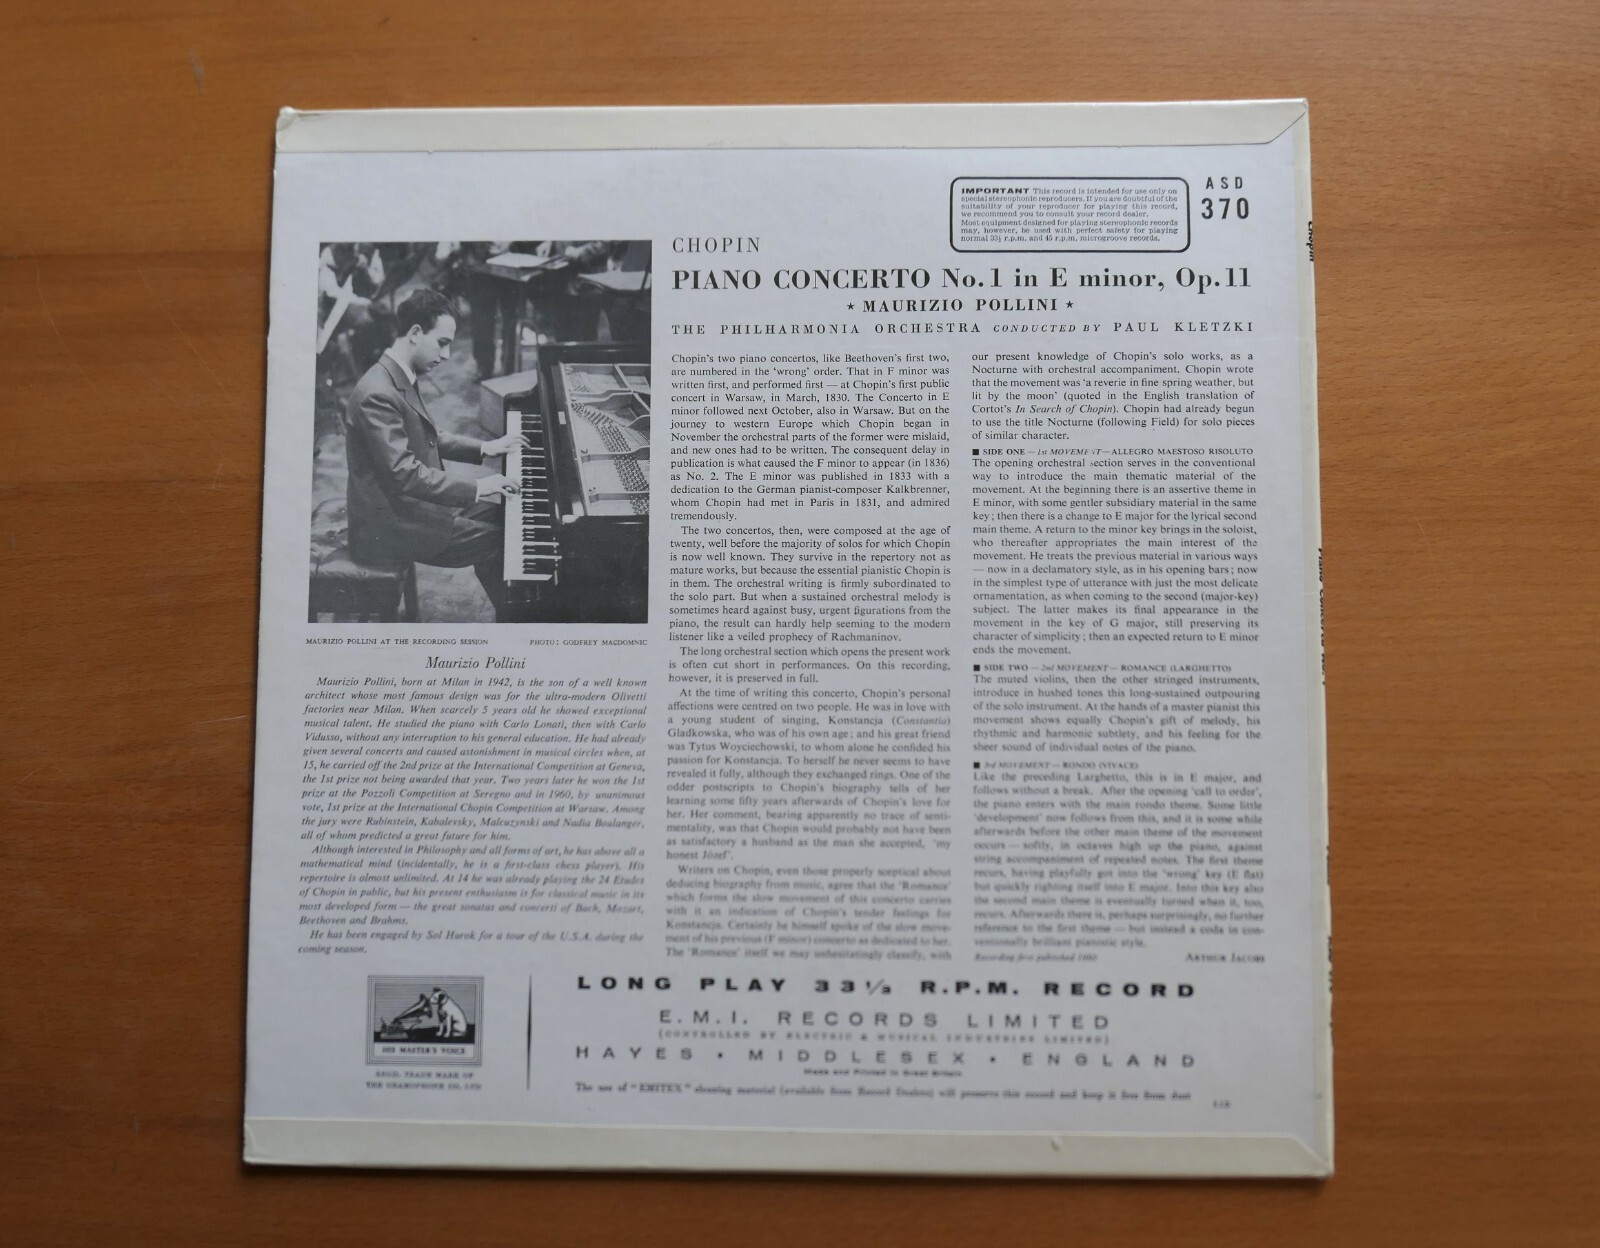 IMPORTANT This record is intended for use only on
special stereophonic reproducers. If you are doubtful of the
suitability of your reproducer for playing this record,
we recommend you to consult your record dealer.
Most equipment designed for playing stereophonic records
may, however, be used with perfect safety for playing
normal 33⅓ r.p.m. and 45 r.p.m. microgroove records.
ASD
370
CHOPIN
PIANO CONCERTO No. 1 in E minor, Op. 11
★ MAURIZIO POLLINI ★
THE PHILHARMONIA ORCHESTRA CONDUCTED BY PAUL KLETZKI
MAURIZIO POLLINI AT THE RECORDING SESSION
PHOTO: GODFREY MACDOMNIC
Maurizio Pollini
Maurizio Pollini, born at Milan in 1942, is the son of a well known
architect whose most famous design was for the ultra-modern Olivetti
factories near Milan. When scarcely 5 years old he showed exceptional
musical talent. He studied the piano with Carlo Lonati, then with Carlo
Vidusso, without any interruption to his general education. He had already
given several concerts and caused astonishment in musical circles when, at
15, he carried off the 2nd prize at the International Competition at Geneva,
the 1st prize not being awarded that year. Two years later he won the 1st
prize at the Pozzoli Competition at Seregno and in 1960, by unanimous
vote, 1st prize at the International Chopin Competition at Warsaw. Among
the jury were Rubinstein, Kabalevsky, Malcuzynski and Nadia Boulanger,
all of whom predicted a great future for him.
Although interested in Philosophy and all forms of art, he has above all a
mathematical mind (incidentally, he is a first-class chess player). His
repertoire is almost unlimited. At 14 he was already playing the 24 Etudes
of Chopin in public, but his present enthusiasm is for classical music in its
most developed form — the great sonatas and concerti of Bach, Mozart,
Beethoven and Brahms.
He has been engaged by Sol Hurok for a tour of the U.S.A. during the
coming season.
Chopin's two piano concertos, like Beethoven's first two,
are numbered in the 'wrong' order. That in F minor was
written first, and performed first — at Chopin's first public
concert in Warsaw, in March, 1830. The Concerto in E
minor followed next October, also in Warsaw. But on the
journey to western Europe which Chopin began in
November the orchestral parts of the former were mislaid,
and new ones had to be written. The consequent delay in
publication is what caused the F minor to appear (in 1836)
as No. 2. The E minor was published in 1833 with a
dedication to the German pianist-composer Kalkbrenner,
whom Chopin had met in Paris in 1831, and admired
tremendously.
The two concertos, then, were composed at the age of
twenty, well before the majority of solos for which Chopin
is now well known. They survive in the repertory not as
mature works, but because the essential pianistic Chopin is
in them. The orchestral writing is firmly subordinated to
the solo part. But when a sustained orchestral melody is
sometimes heard against busy, urgent figurations from the
piano, the result can hardly help seeming to the modern
listener like a veiled prophecy of Rachmaninov.
The long orchestral section which opens the present work
is often cut short in performances. On this recording,
however, it is preserved in full.
At the time of writing this concerto, Chopin's personal
affections were centred on two people. He was in love with
a young student of singing, Konstancja (Constantia)
Gladkowska, who was of his own age; and his great friend
was Tytus Woyciechowski, to whom alone he confided his
passion for Konstancja. To herself he never seems to have
revealed it fully, although they exchanged rings. One of the
odder postscripts to Chopin's biography tells of her
learning some fifty years afterwards of Chopin's love for
her. Her comment, bearing apparently no trace of senti-
mentality, was that Chopin would probably not have been
as satisfactory a husband as the man she accepted, 'my
honest Józef'.
Writers on Chopin, even those properly sceptical about
deducing biography from music, agree that the 'Romance'
which forms the slow movement of this concerto carries
with it an indication of Chopin's tender feelings for
Konstancja. Certainly he himself spoke of the slow move-
ment of his previous (F minor) concerto as dedicated to her.
The 'Romance' itself we may unhesitatingly classify, with
our present knowledge of Chopin's solo works, as a
Nocturne with orchestral accompaniment. Chopin wrote
that the movement was 'a reverie in fine spring weather, but
lit by the moon' (quoted in the English translation of
Cortot's In Search of Chopin). Chopin had already begun
to use the title Nocturne (following Field) for solo pieces
of similar character.
■ SIDE ONE — 1st MOVEMENT — ALLEGRO MAESTOSO RISOLUTO
The opening orchestral section serves in the conventional
way to introduce the main thematic material of the
movement. At the beginning there is an assertive theme in
E minor, with some gentler subsidiary material in the same
key; then there is a change to E major for the lyrical second
main theme. A return to the minor key brings in the soloist,
who thereafter appropriates the main interest of the
movement. He treats the previous material in various ways
— now in a declamatory style, as in his opening bars; now
in the simplest type of utterance with just the most delicate
ornamentation, as when coming to the second (major-key)
subject. The latter makes its final appearance in the
movement in the key of G major, still preserving its
character of simplicity; then an expected return to E minor
ends the movement.
■ SIDE TWO — 2nd MOVEMENT — ROMANCE (LARGHETTO)
The muted violins, then the other stringed instruments,
introduce in hushed tones this long-sustained outpouring
of the solo instrument. At the hands of a master pianist this
movement shows equally Chopin's gift of melody, his
rhythmic and harmonic subtlety, and his feeling for the
sheer sound of individual notes of the piano.
■ 3rd MOVEMENT — RONDO (VIVACE)
Like the preceding Larghetto, this is in E major, and
follows without a break. After the opening 'call to order',
the piano enters with the main rondo theme. Some little
'development' now follows from this, and it is some while
afterwards before the other main theme of the movement
occurs — softly, in octaves high up the piano, against
string accompaniment of repeated notes. The first theme
recurs, having playfully got into the 'wrong' key (E flat)
but quickly righting itself into E major. Into this key also
the second main theme is eventually turned when it, too,
recurs. Afterwards there is, perhaps surprisingly, no further
reference to the first theme — but instead a coda in con-
ventionally brilliant pianistic style.
Recording first published 1960
ARTHUR JACOBS
HIS MASTER'S VOICE
REGD. TRADE MARK OF
THE GRAMOPHONE CO. LTD
LONG PLAY 33⅓ R.P.M. RECORD
E.M.I. RECORDS LIMITED
(CONTROLLED BY ELECTRIC & MUSICAL INDUSTRIES LIMITED)
HAYES • MIDDLESEX • ENGLAND
Made and Printed in Great Britain
The use of "EMITEX" cleaning material (available from Record Dealers) will preserve this record and keep it free from dust
Chopin